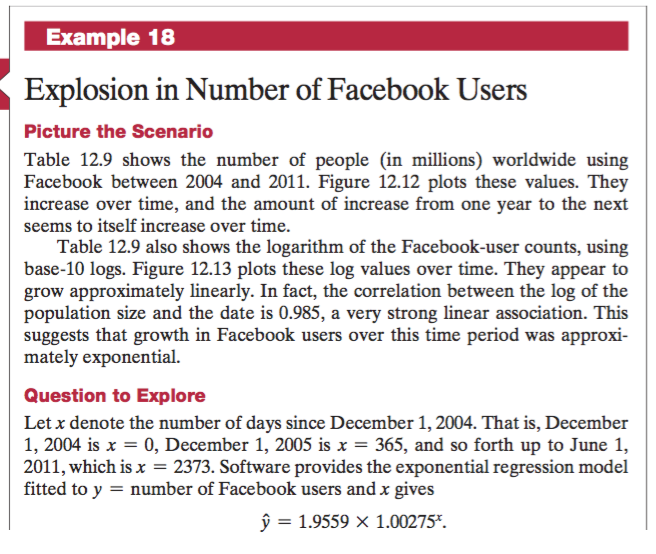 Example 18
Explosion in Number of Facebook Users
Picture the Scenario
Table 12.9 shows the number of people (in millions) worldwide using
Facebook between 2004 and 2011. Figure 12.12 plots these values. They
increase over time, and the amount of increase from one year to the next
seems to itself increase over time.
Table 12.9 also shows the logarithm of the Facebook-user counts, using
base-10 logs. Figure 12.13 plots these log values over time. They appear to
grow approximately linearly. In fact, the correlation between the log of the
population size and the date is 0.985, a very strong linear association. This
suggests that growth in Facebook users over this time period was approxi-
mately exponential.
Question to Explore
Let x denote the number of days since December 1, 2004. That is, December
1, 2004 is x = 0, December 1, 2005 is x = 365, and so forth up to June 1,
2011, which is x = 2373. Software provides the exponential regression model
fitted to y = number of Facebook users and x gives
ŷ = 1.9559 × 1.00275ˣ.